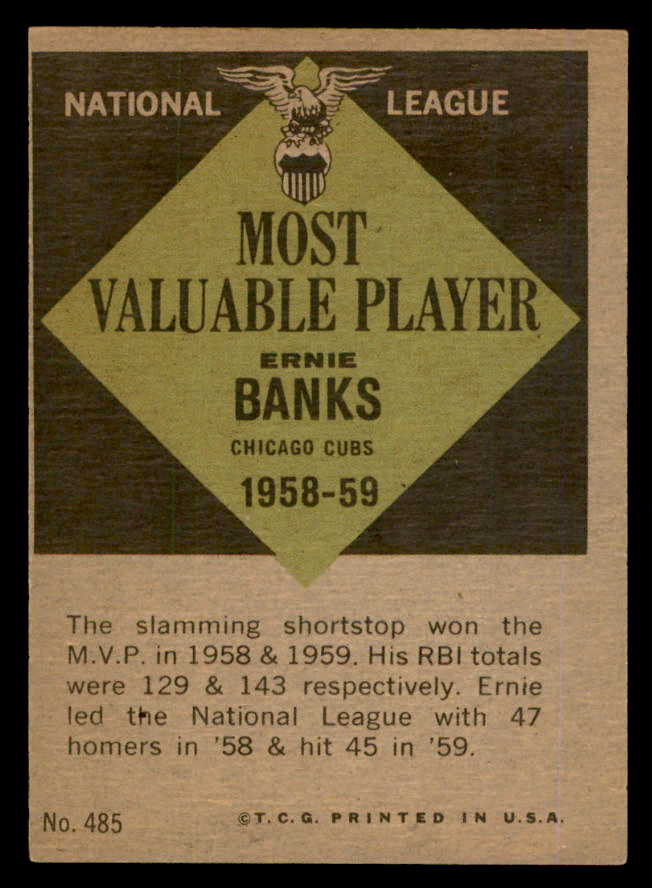 NATIONAL LEAGUE
MOST
VALUABLE PLAYER
ERNIE
BANKS
CHICAGO CUBS
1958-59
The slamming shortstop won the
M.V.P. in 1958 & 1959. His RBI totals
were 129 & 143 respectively. Ernie
led the National League with 47
homers in '58 & hit 45 in '59.
No. 485 ©T.C.G. PRINTED IN U.S.A.